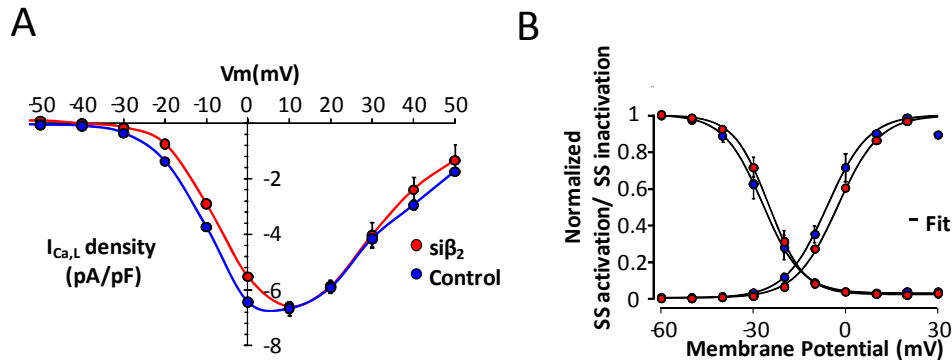 A
Vm(mV)
-50 -40 -30 -20 -10 0 10 20 30 40 50
-2
-4
-6
-8
I_Ca,L density
(pA/pF)
siβ₂
Control
B
Normalized
SS activation/ SS inactivation
1
0.8
0.6
0.4
0.2
0
– Fit
-60 -30 0 30
Membrane Potential (mV)